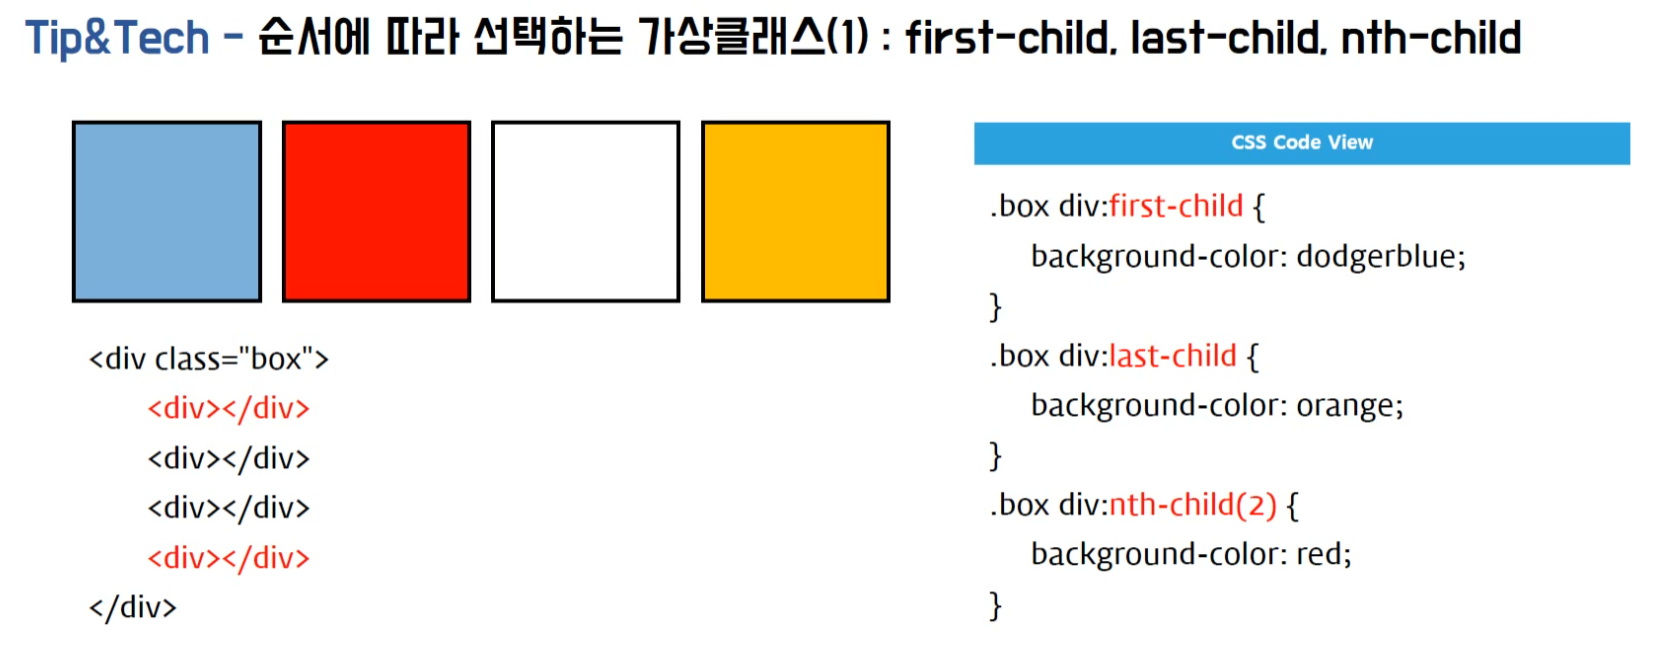 Tip&Tech - 순서에 따라 선택하는 가상클래스(1) : first-child, last-child, nth-child
<div class="box">
<div></div>
<div></div>
<div></div>
<div></div>
</div>
CSS Code View
.box div:first-child {
background-color: dodgerblue;
}
.box div:last-child {
background-color: orange;
}
.box div:nth-child(2) {
background-color: red;
}